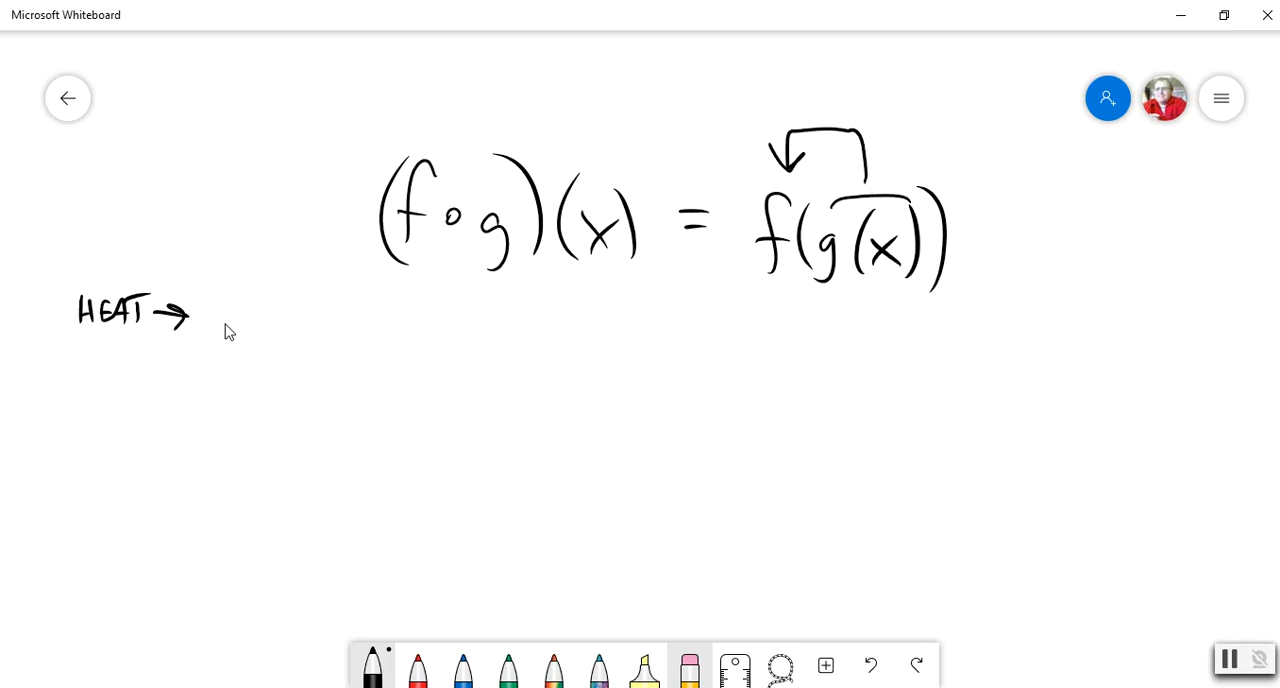 Microsoft Whiteboard
(f∘g)(x) = f(g(x))
HEAT →